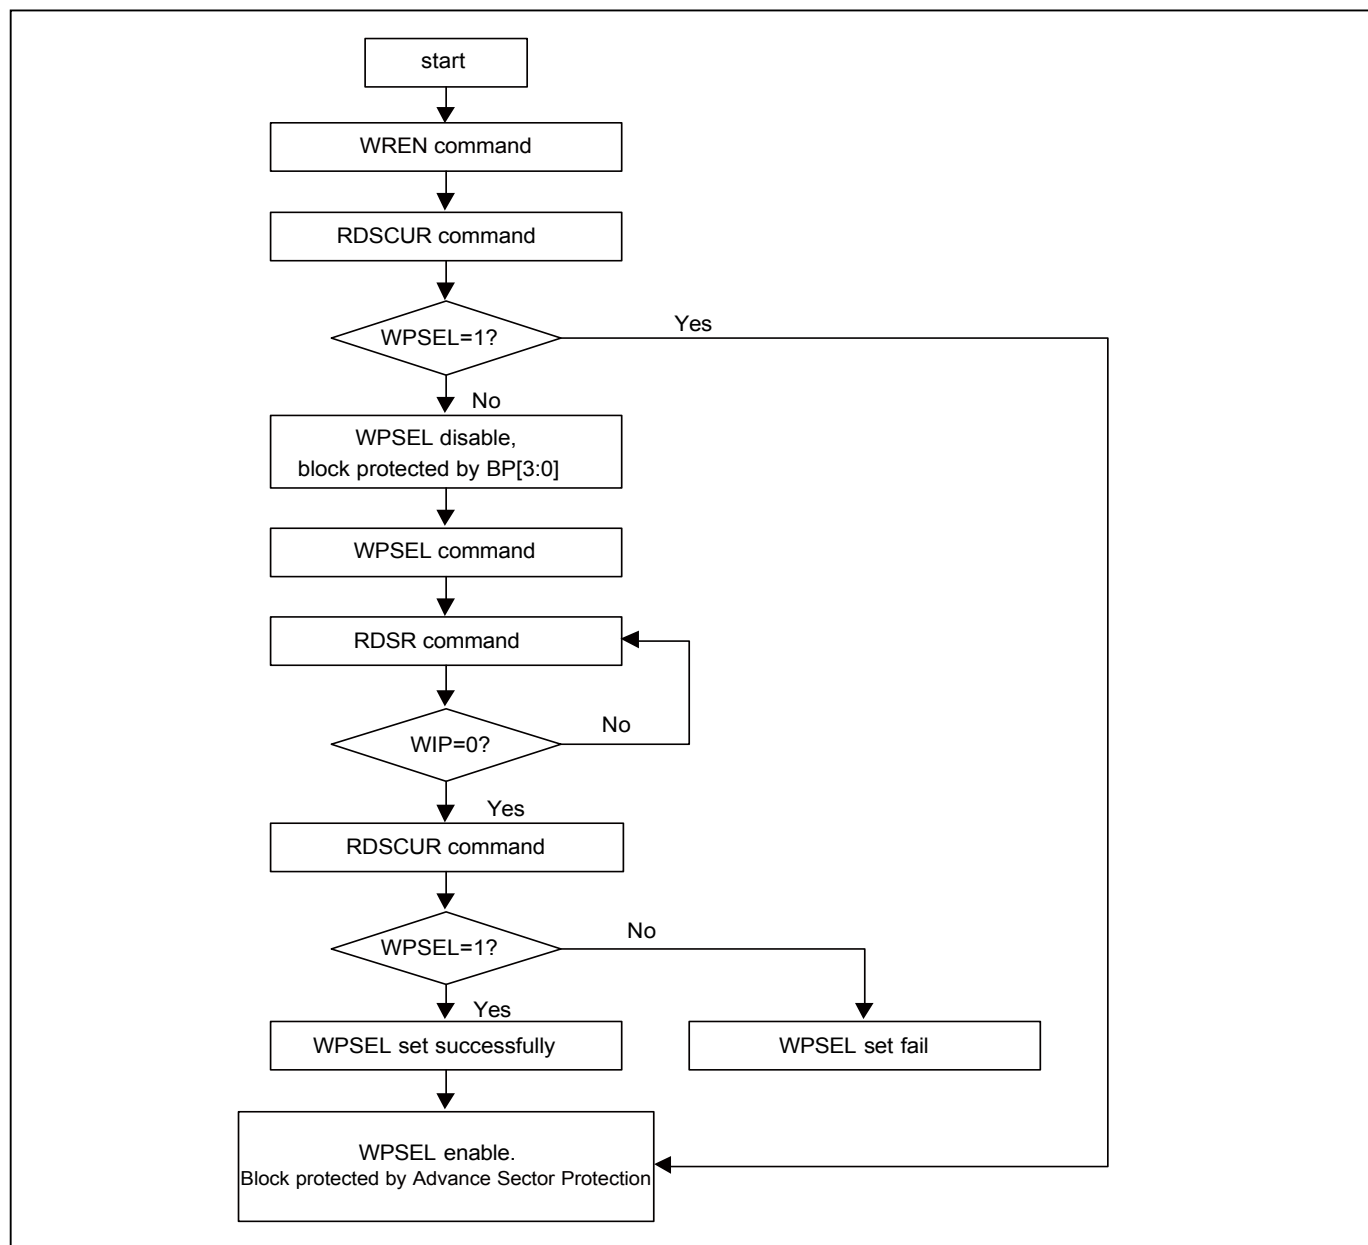 start
WREN command
RDSCUR command
WPSEL=1?
Yes
No
WPSEL disable,
block protected by BP[3:0]
WPSEL command
RDSR command
WIP=0?
No
Yes
RDSCUR command
WPSEL=1?
No
Yes
WPSEL set successfully
WPSEL set fail
WPSEL enable.
Block protected by Advance Sector Protection